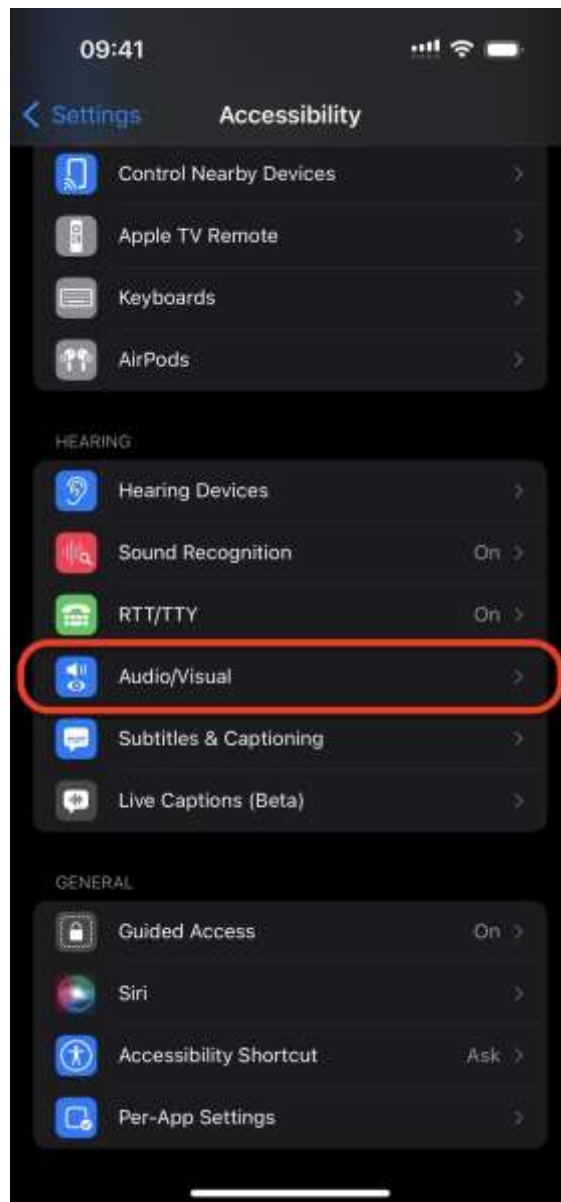 09:41
Settings Accessibility
Control Nearby Devices
Apple TV Remote
Keyboards
AirPods
HEARING
Hearing Devices
Sound Recognition On
RTT/TTY On
Audio/Visual
Subtitles & Captioning
Live Captions (Beta)
GENERAL
Guided Access On
Siri
Accessibility Shortcut Ask
Per-App Settings